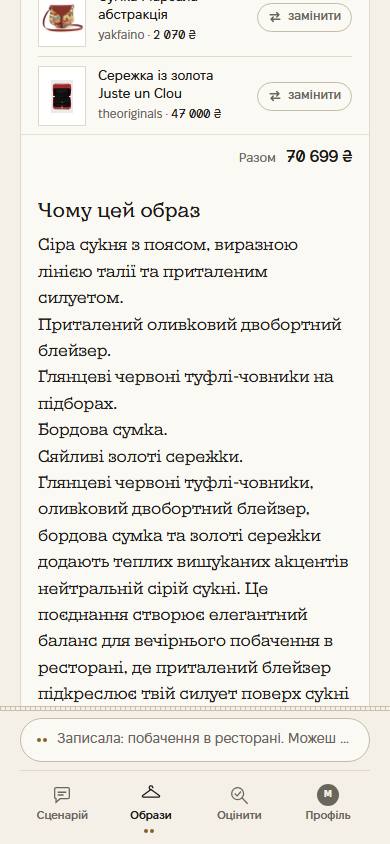 абстракція
yakfaino · 2 070 ₴
замінити
Сережка із золота
Juste un Clou
theoriginals · 47 000 ₴
замінити
Разом 70 699 ₴
Чому цей образ
Сіра сукня з поясом, виразною
лінією талії та приталеним
силуетом.
Приталений оливковий двобортний
блейзер.
Глянцеві червоні туфлі-човники на
підборах.
Бордова сумка.
Сяйливі золоті сережки.
Глянцеві червоні туфлі-човники,
оливковий двобортний блейзер,
бордова сумка та золоті сережки
додають теплих вишуканих акцентів
нейтральній сірій сукні. Це
поєднання створює елегантний
баланс для вечірнього побачення в
ресторані, де приталений блейзер
підкреслює твій силует поверх сукні
Записала: побачення в ресторані. Можеш ...
Сценарій
Образи
Оцінити
М
Профіль